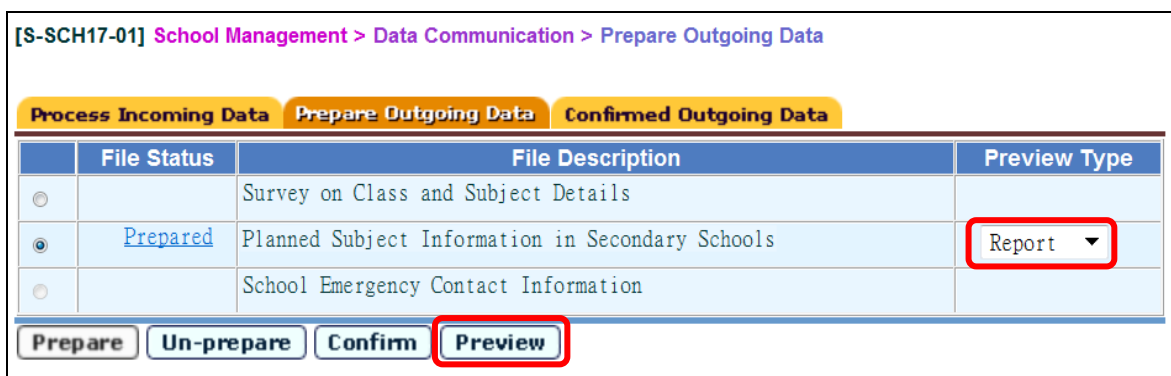 [S-SCH17-01] School Management > Data Communication > Prepare Outgoing Data
Process Incoming Data Prepare Outgoing Data Confirmed Outgoing Data
File Status File Description Preview Type
Survey on Class and Subject Details
Prepared Planned Subject Information in Secondary Schools Report
School Emergency Contact Information
Prepare Un-prepare Confirm Preview